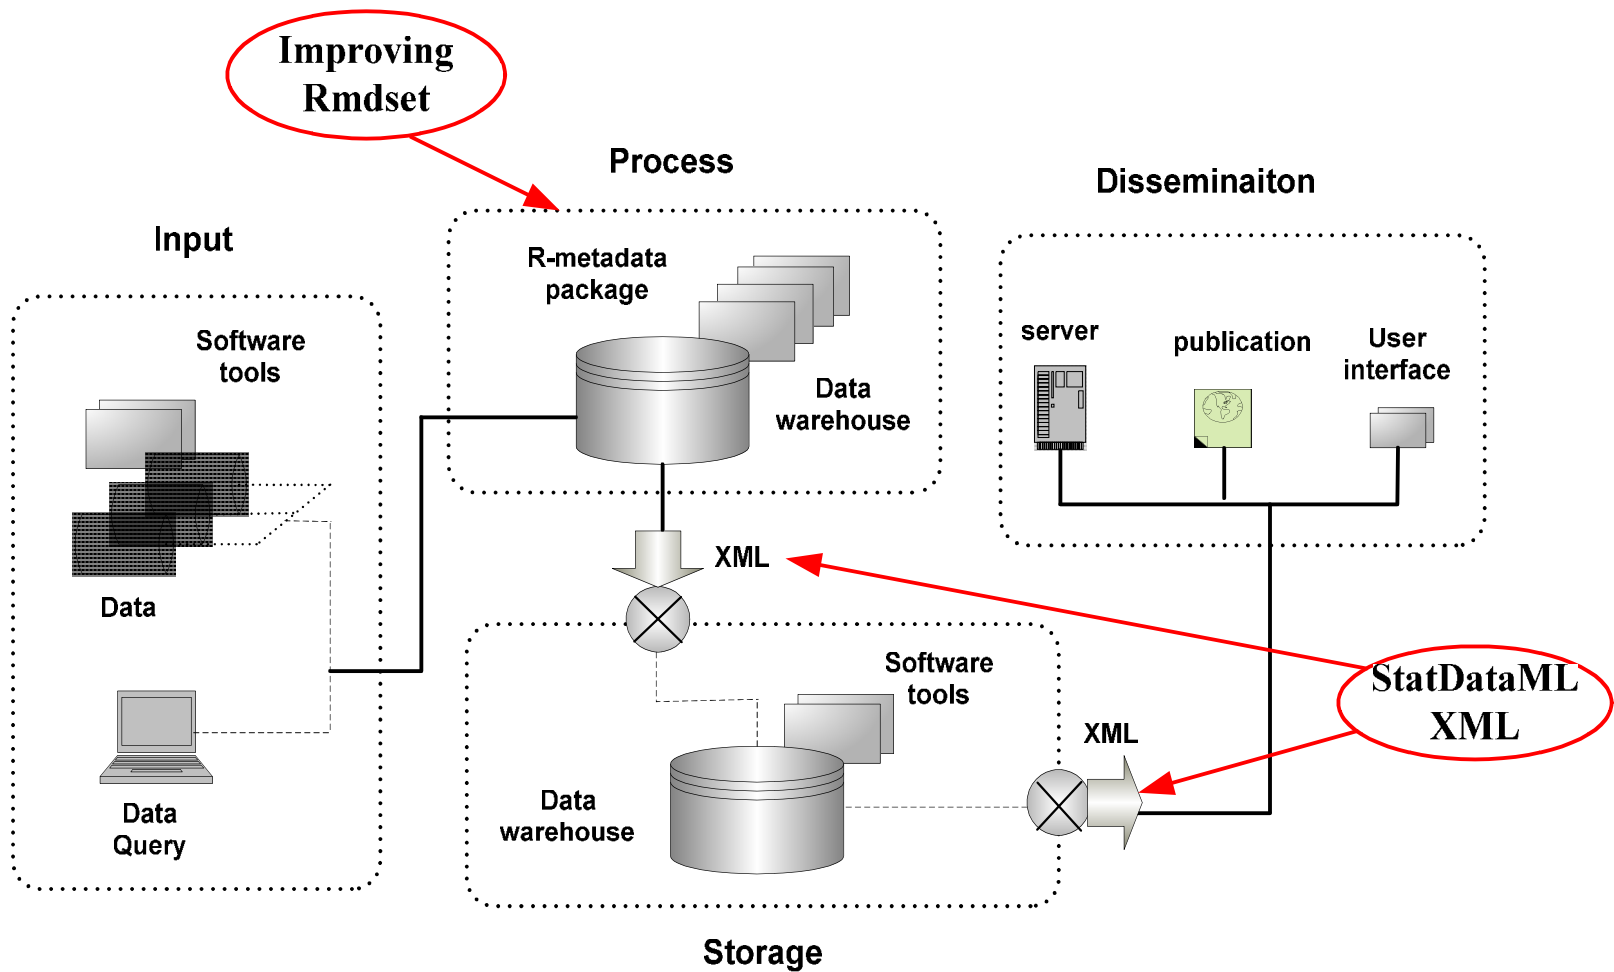 Improving
Rmdset
Process
Disseminaiton
Input
R-metadata
package
Software
tools
Data
warehouse
server
publication
User
interface
Data
XML
Data
Query
Software
tools
Data
warehouse
XML
StatDataML
XML
Storage